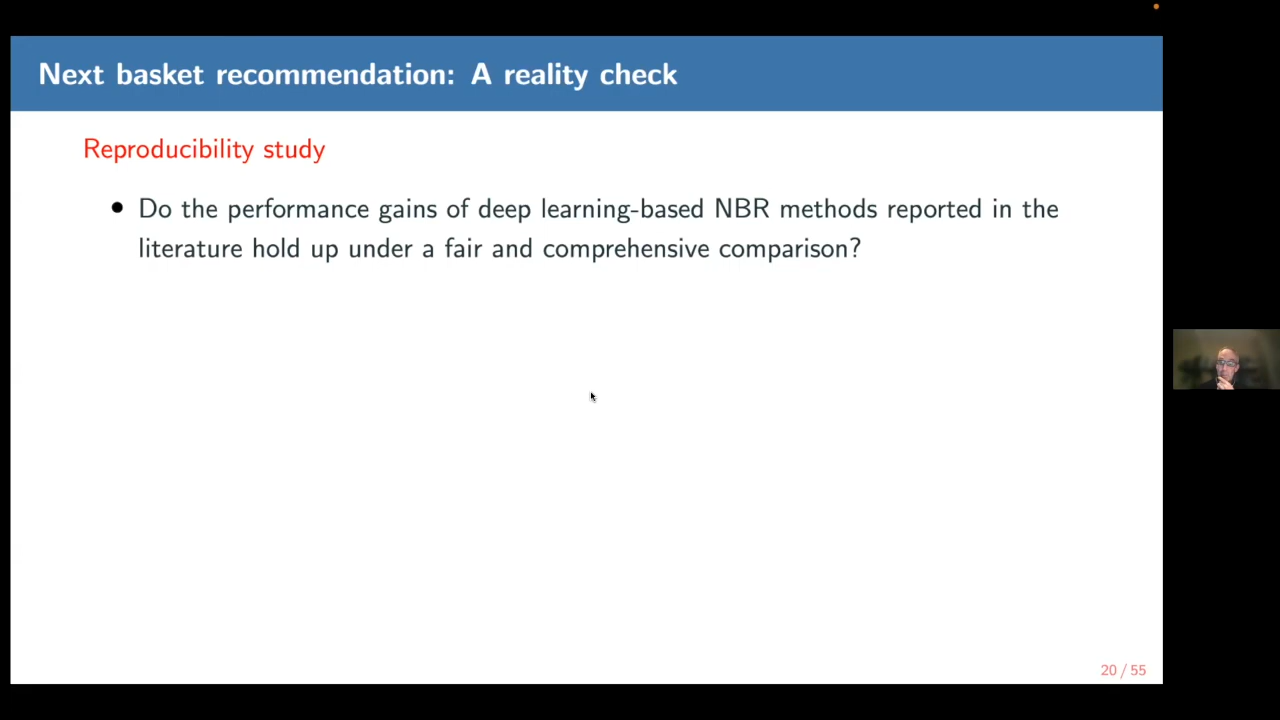 Next basket recommendation: A reality check
Reproducibility study
• Do the performance gains of deep learning-based NBR methods reported in the
literature hold up under a fair and comprehensive comparison?
20 / 55